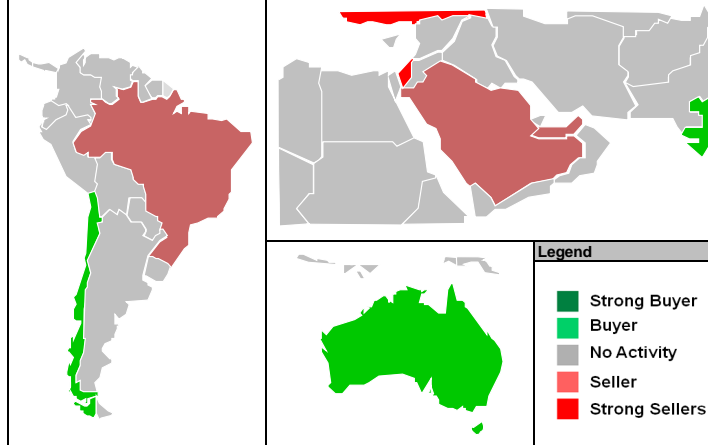 Legend
Strong Buyer
Buyer
No Activity
Seller
Strong Sellers